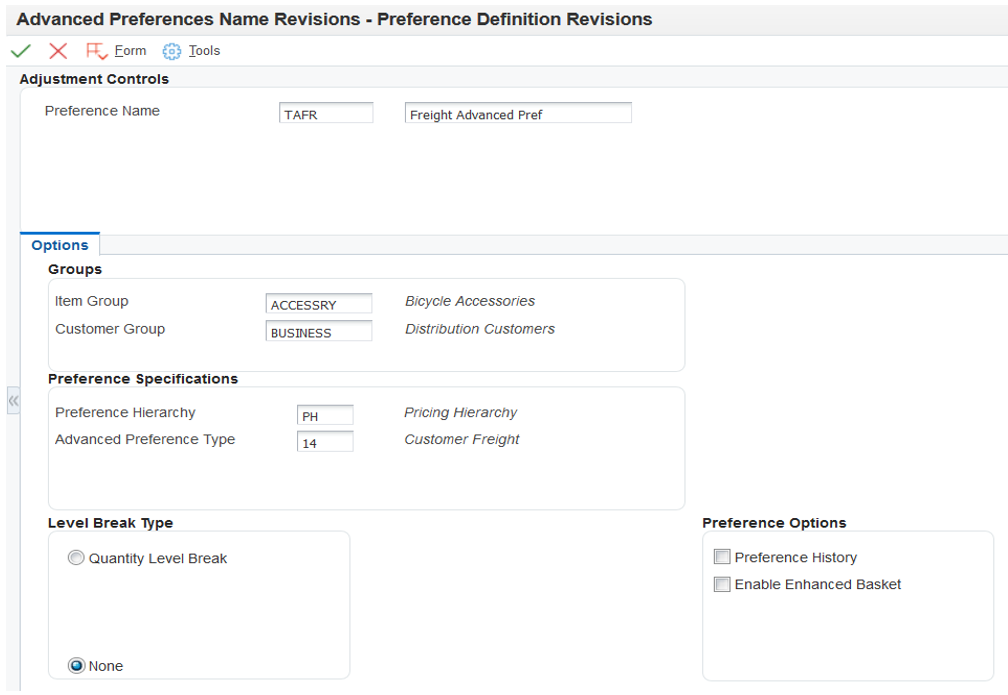 Advanced Preferences Name Revisions - Preference Definition Revisions
Form Tools
Adjustment Controls
Preference Name TAFR Freight Advanced Pref
Options
Groups
Item Group ACCESSRY Bicycle Accessories
Customer Group BUSINESS Distribution Customers
Preference Specifications
Preference Hierarchy PH Pricing Hierarchy
Advanced Preference Type 14 Customer Freight
Level Break Type
Quantity Level Break
None
Preference Options
Preference History
Enable Enhanced Basket